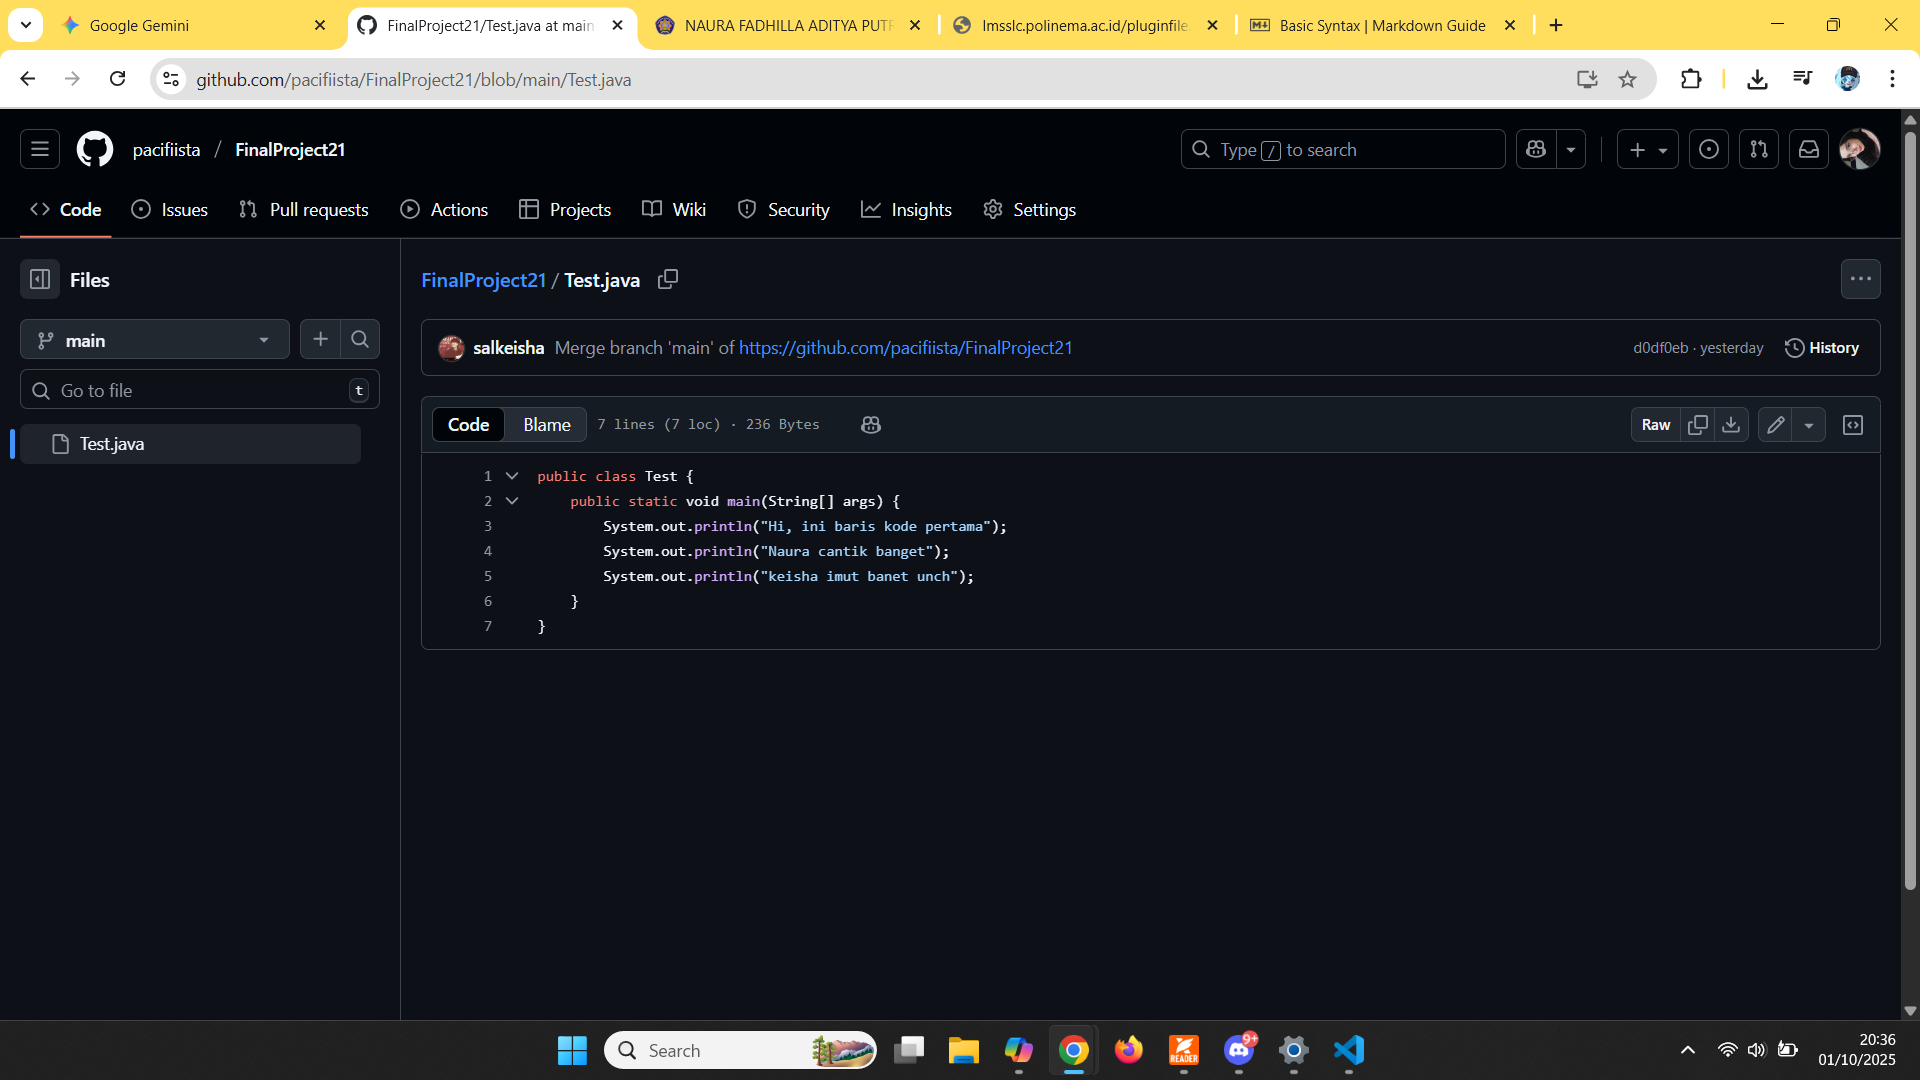 Google Gemini
FinalProject21/Test.java at main
NAURA FADHILLA ADITYA PUTR
lmsslc.polinema.ac.id/pluginfile
Basic Syntax | Markdown Guide
github.com/pacifiista/FinalProject21/blob/main/Test.java
pacifiista / FinalProject21
Type / to search
Code
Issues
Pull requests
Actions
Projects
Wiki
Security
Insights
Settings
Files
main
Go to file
t
Test.java
FinalProject21 / Test.java
salkeisha Merge branch 'main' of https://github.com/pacifiista/FinalProject21
d0df0eb · yesterday
History
Code
Blame
7 lines (7 loc) · 236 Bytes
Raw
1 public class Test {
2 public static void main(String[] args) {
3 System.out.println("Hi, ini baris kode pertama");
4 System.out.println("Naura cantik banget");
5 System.out.println("keisha imut banet unch");
6 }
7 }
Search
READER
9+
20:36
01/10/2025